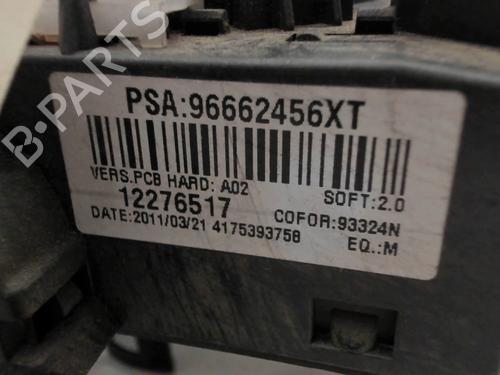 PSA:96662456XT
VERS.PCB HARD: A02 SOFT:2.0
12276517 COFOR:93324N
DATE:2011/03/21 4175393758 EQ.:M
B-PARTS